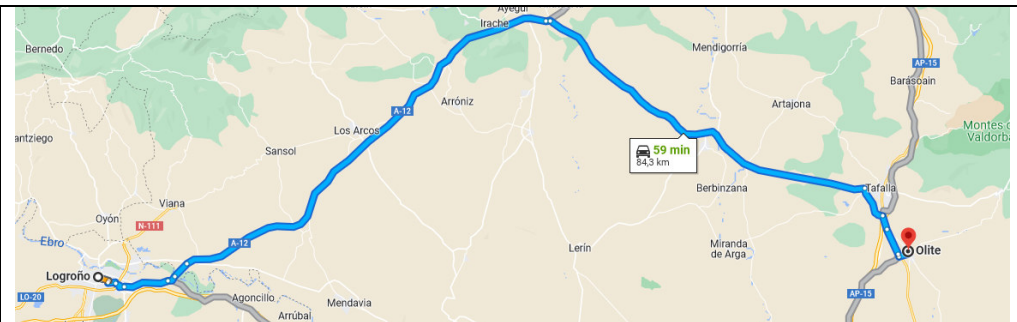 Ayegui
Irache
Bernedo
Mendigorría
AP-15
Barásoain
Arróniz
A-12
Artajona
Montes d
Valdorba
Los Arcos
antziego
Sansol
59 min
84,3 km
Berbinzana
Tafalla
Viana
Oyón
N-111
A-12
Ebro
Lerín
Miranda
de Arga
Olite
Logroño
LO-20
Agoncillo
Mendavia
AP-15
Arrúbal